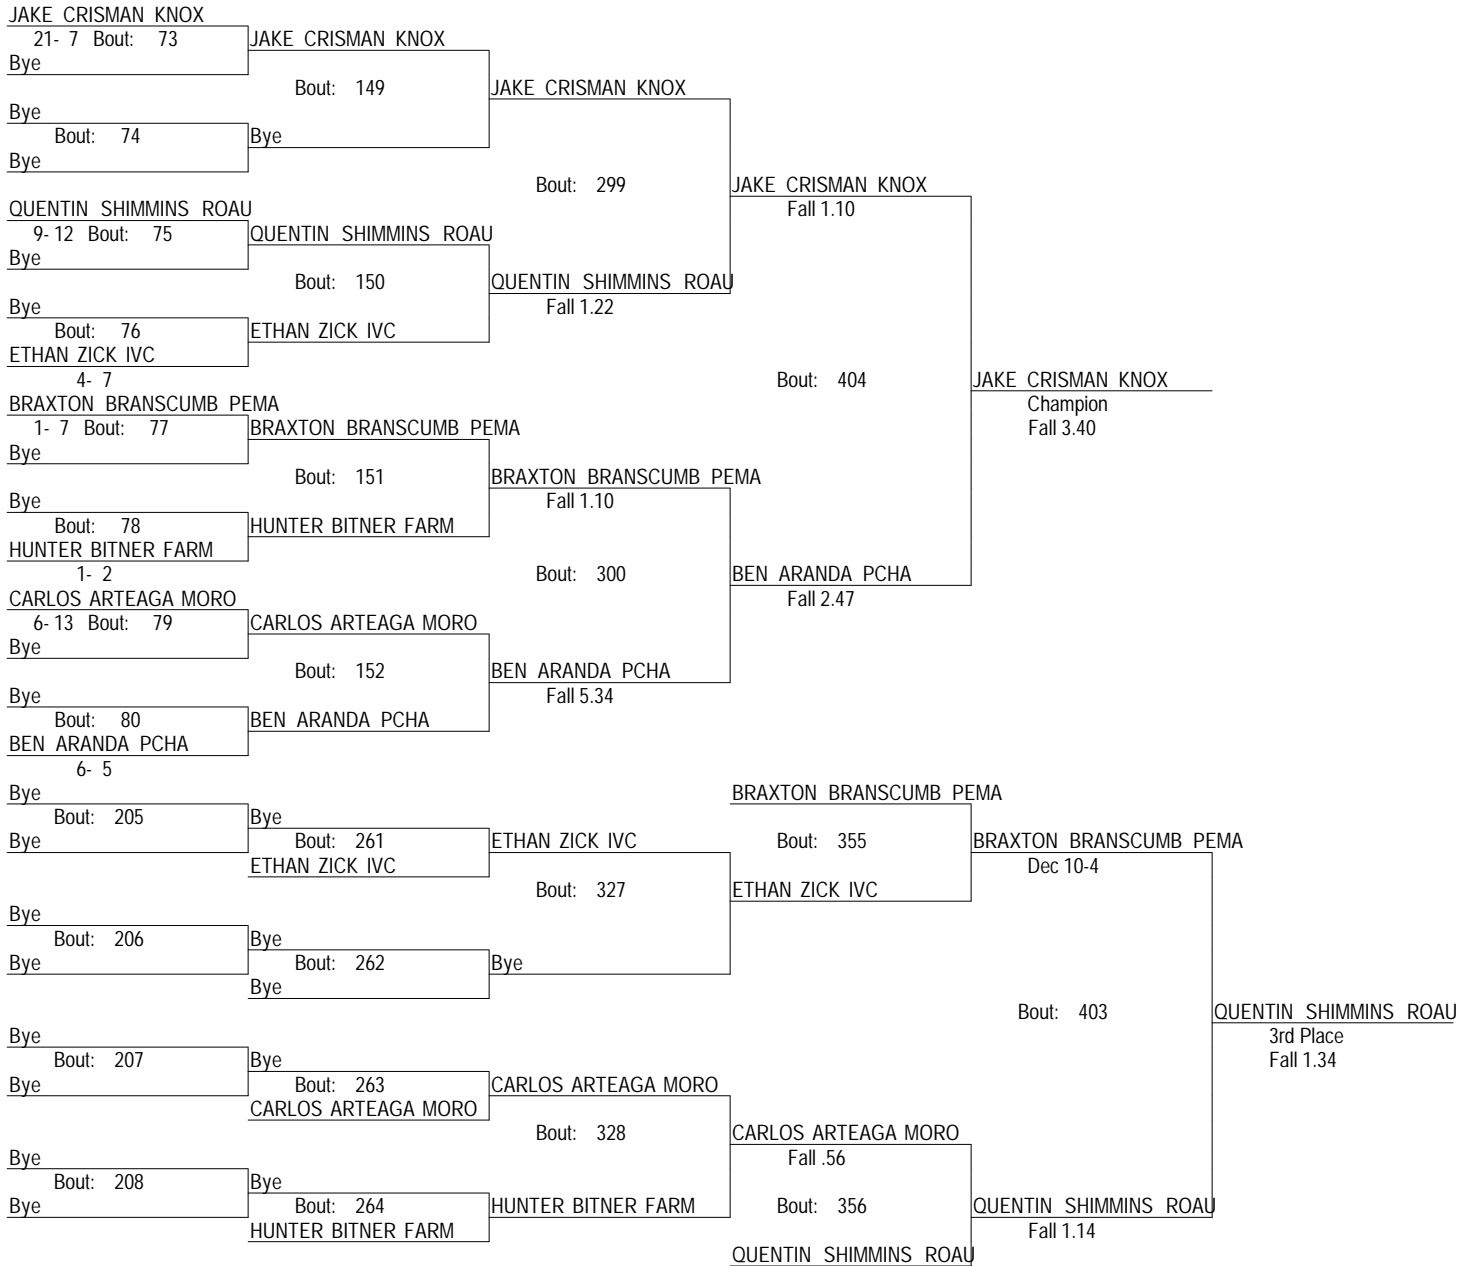 JAKE CRISMAN KNOX
21- 7 Bout: 73 JAKE CRISMAN KNOX
Bye
Bout: 149 JAKE CRISMAN KNOX
Bye
Bout: 74 Bye
Bye
Bout: 299 JAKE CRISMAN KNOX
QUENTIN SHIMMINS ROAU Fall 1.10
9- 12 Bout: 75 QUENTIN SHIMMINS ROAU
Bye
Bout: 150 QUENTIN SHIMMINS ROAU
Bye Fall 1.22
Bout: 76 ETHAN ZICK IVC
ETHAN ZICK IVC
4- 7 Bout: 404 JAKE CRISMAN KNOX
BRAXTON BRANSCUMB PEMA Champion
1- 7 Bout: 77 BRAXTON BRANSCUMB PEMA Fall 3.40
Bye
Bout: 151 BRAXTON BRANSCUMB PEMA
Bye Fall 1.10
Bout: 78 HUNTER BITNER FARM
HUNTER BITNER FARM
1- 2 Bout: 300 BEN ARANDA PCHA
CARLOS ARTEAGA MORO Fall 2.47
6- 13 Bout: 79 CARLOS ARTEAGA MORO
Bye
Bout: 152 BEN ARANDA PCHA
Bye Fall 5.34
Bout: 80 BEN ARANDA PCHA
BEN ARANDA PCHA
6- 5
Bye BRAXTON BRANSCUMB PEMA
Bout: 205 Bye
Bye Bout: 261 ETHAN ZICK IVC Bout: 355 BRAXTON BRANSCUMB PEMA
ETHAN ZICK IVC Dec 10-4
Bout: 327 ETHAN ZICK IVC
Bye
Bout: 206 Bye
Bye Bout: 262 Bye
Bye
Bout: 403 QUENTIN SHIMMINS ROAU
Bye 3rd Place
Bout: 207 Bye Fall 1.34
Bye Bout: 263 CARLOS ARTEAGA MORO
CARLOS ARTEAGA MORO
Bout: 328 CARLOS ARTEAGA MORO
Bye Fall .56
Bout: 208 Bye
Bye Bout: 264 HUNTER BITNER FARM Bout: 356 QUENTIN SHIMMINS ROAU
HUNTER BITNER FARM Fall 1.14
QUENTIN SHIMMINS ROAU